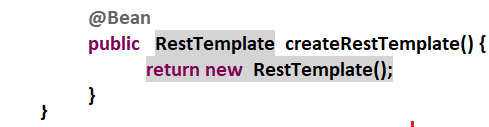 @Bean
public RestTemplate createRestTemplate() {
return new RestTemplate();
}
}